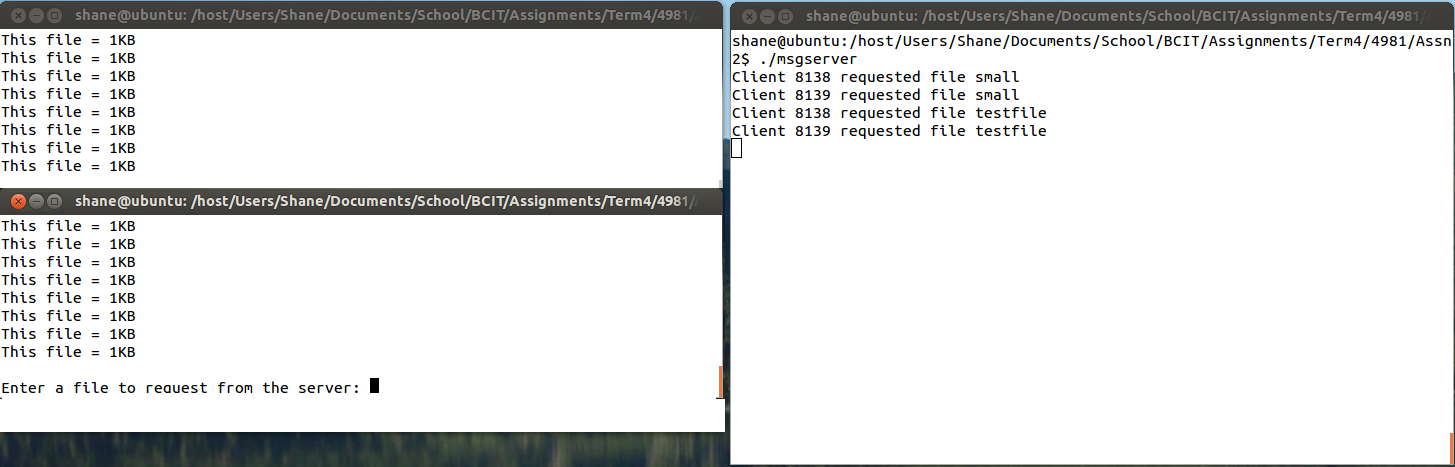 shane@ubuntu: /host/Users/Shane/Documents/School/BCIT/Assignments/Term4/4981/
This file = 1KB
This file = 1KB
This file = 1KB
This file = 1KB
This file = 1KB
This file = 1KB
This file = 1KB
This file = 1KB
shane@ubuntu: /host/Users/Shane/Documents/School/BCIT/Assignments/Term4/4981/
This file = 1KB
This file = 1KB
This file = 1KB
This file = 1KB
This file = 1KB
This file = 1KB
This file = 1KB
This file = 1KB
Enter a file to request from the server:
shane@ubuntu: /host/Users/Shane/Documents/School/BCIT/Assignments/Term4/4981/
shane@ubuntu:/host/Users/Shane/Documents/School/BCIT/Assignments/Term4/4981/Assn
2$ ./msgserver
Client 8138 requested file small
Client 8139 requested file small
Client 8138 requested file testfile
Client 8139 requested file testfile